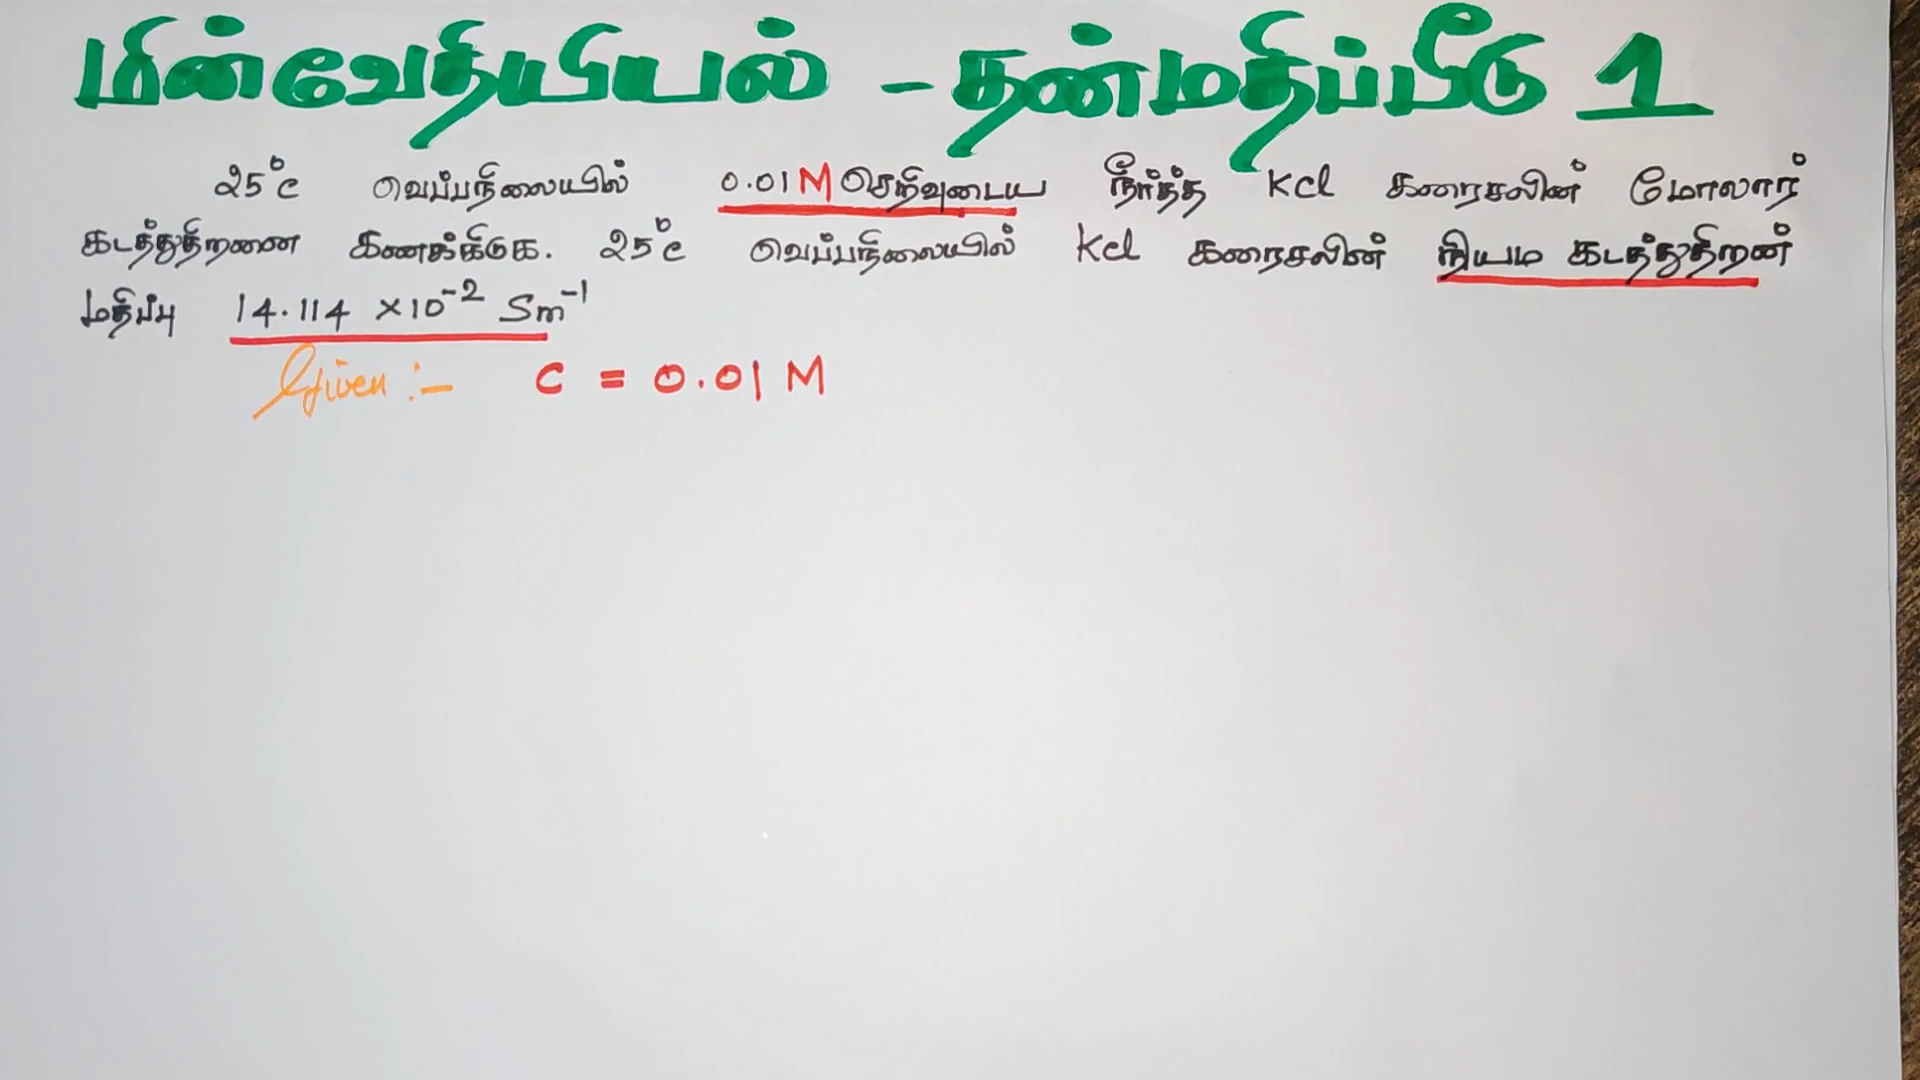 மின்வேதியியல் - தன்மதிப்பீடு 1
25°c வெப்பநிலையில் 0.01M செறிவுடைய நீர்த்த KCl கரைசலின் மோலார்
கடத்துதிறனை கணக்கிடுக. 25°c வெப்பநிலையில் KCl கரைசலின் நியம கடத்துதிறன்
மதிப்பு 14.114 ×10⁻² Sm⁻¹
Given :- C = 0.01 M